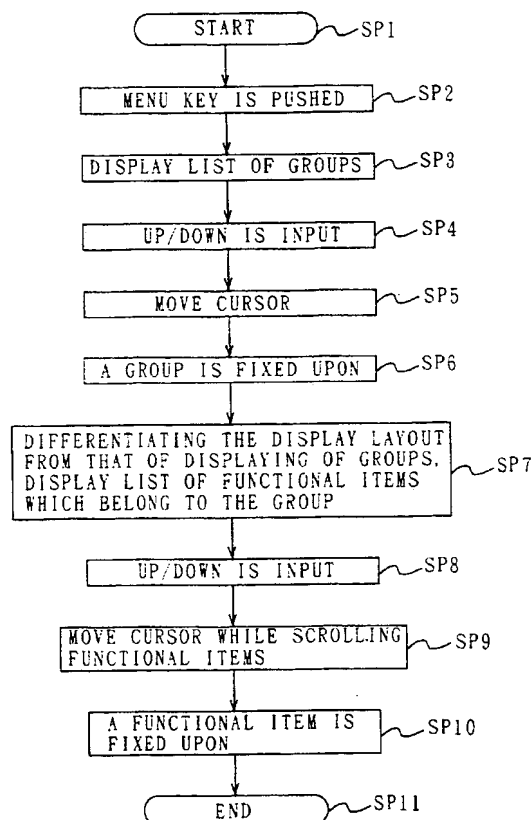 START
SP1
MENU KEY IS PUSHED
SP2
DISPLAY LIST OF GROUPS
SP3
UP/DOWN IS INPUT
SP4
MOVE CURSOR
SP5
A GROUP IS FIXED UPON
SP6
DIFFERENTIATING THE DISPLAY LAYOUT
FROM THAT OF DISPLAYING OF GROUPS,
DISPLAY LIST OF FUNCTIONAL ITEMS
WHICH BELONG TO THE GROUP
SP7
UP/DOWN IS INPUT
SP8
MOVE CURSOR WHILE SCROLLING
FUNCTIONAL ITEMS
SP9
A FUNCTIONAL ITEM IS
FIXED UPON
SP10
END
SP11